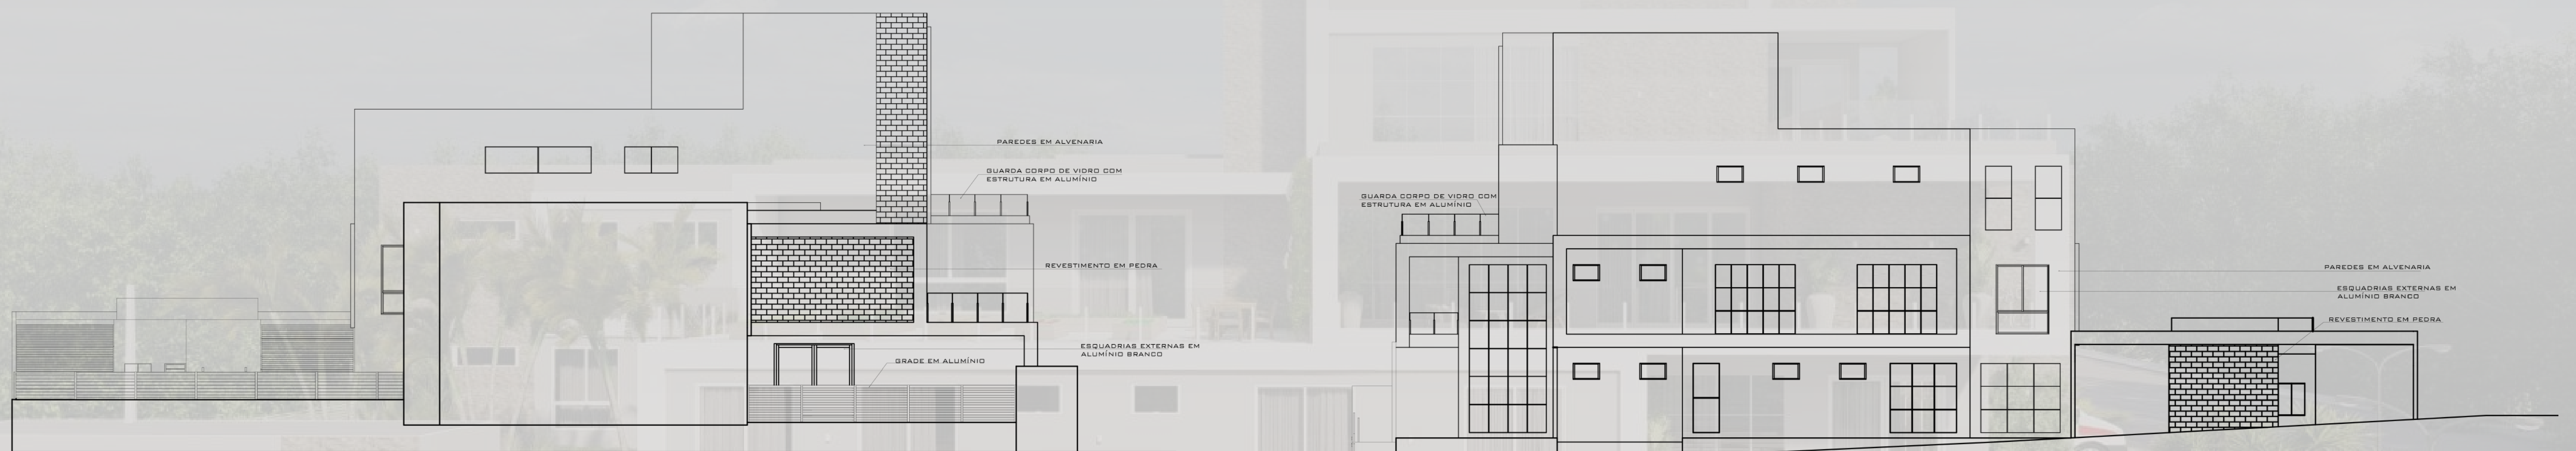 PAREDES EM ALVENARIA
GUARDA CORPO DE VIDRO COM
ESTRUTURA EM ALUMÍNIO
REVESTIMENTO EM PEDRA
ESQUADRIAS EXTERNAS EM
ALUMÍNIO BRANCO
GRADE EM ALUMÍNIO
GUARDA CORPO DE VIDRO COM
ESTRUTURA EM ALUMÍNIO
PAREDES EM ALVENARIA
ESQUADRIAS EXTERNAS EM
ALUMÍNIO BRANCO
REVESTIMENTO EM PEDRA